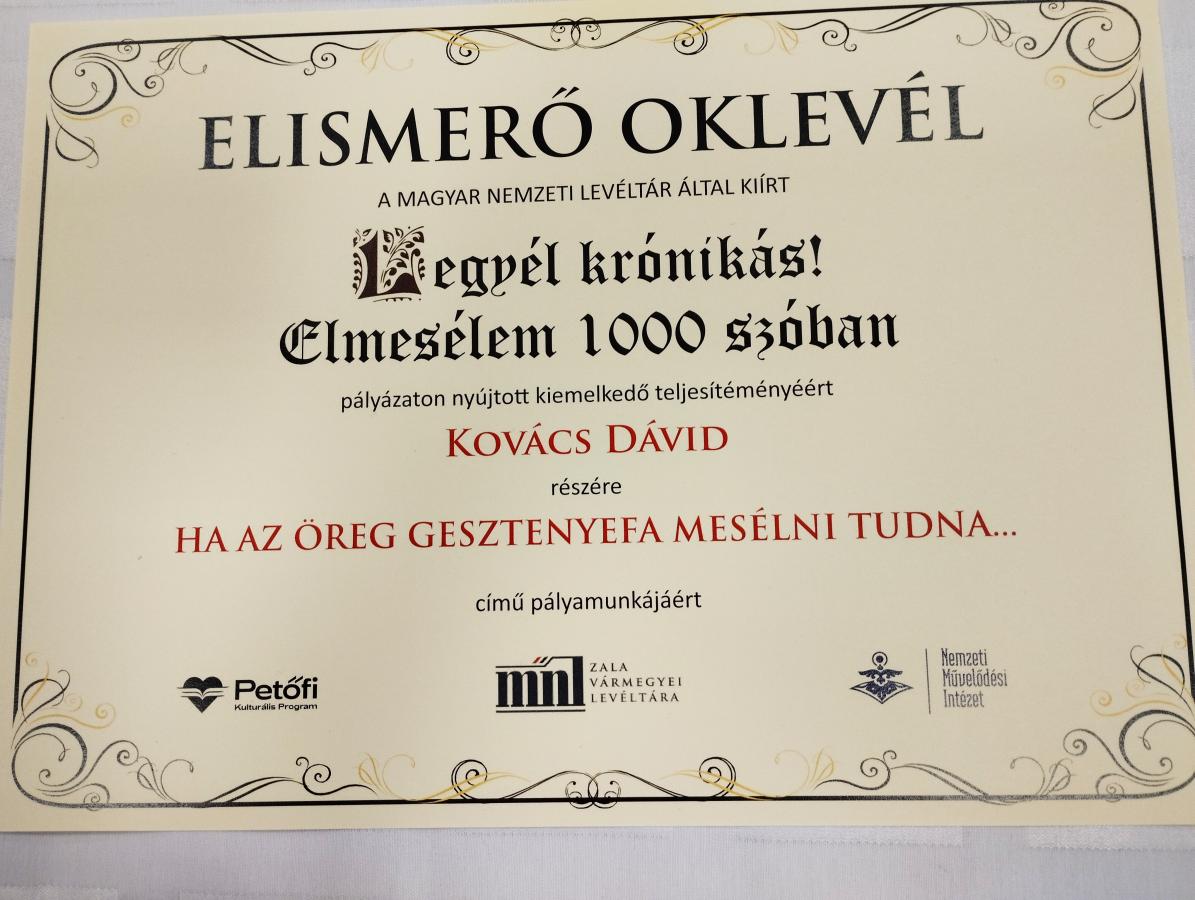 ELISMERŐ OKLEVÉL
A MAGYAR NEMZETI LEVÉLTÁR ÁLTAL KIÍRT
Legyél krónikás!
Elmesélem 1000 szóban
pályázaton nyújtott kiemelkedő teljesítéményéért
KOVÁCS DÁVID
részére
HA AZ ÖREG GESZTENYEFA MESÉLNI TUDNA...
című pályamunkájáért
Petőfi
Kulturális Program
mnl
ZALA
VÁRMEGYEI
LEVÉLTÁRA
Nemzeti
Művelődési
Intézet